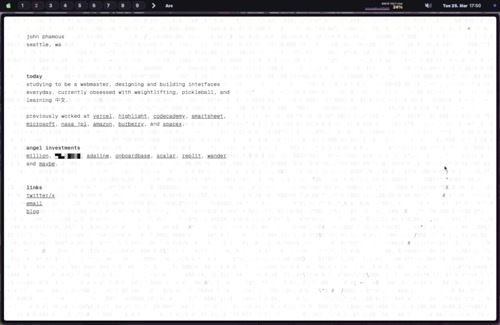 1 2 3 4 5 6 7 8 9 > Arc
34%
Tue 25. Mar 17:50
john phamous
seattle, wa
today
studying to be a webmaster, designing and building interfaces
everyday. currently obsessed with weightlifting, pickleball, and
learning 中文.
previously worked at vercel, highlight, codecademy, smartsheet,
microsoft, nasa jpl, amazon, burberry, and sparex.
angel investments
million, adaline, onboardbase, scalar, replit, wander
and maybe.
links
twitter/x
email
blog